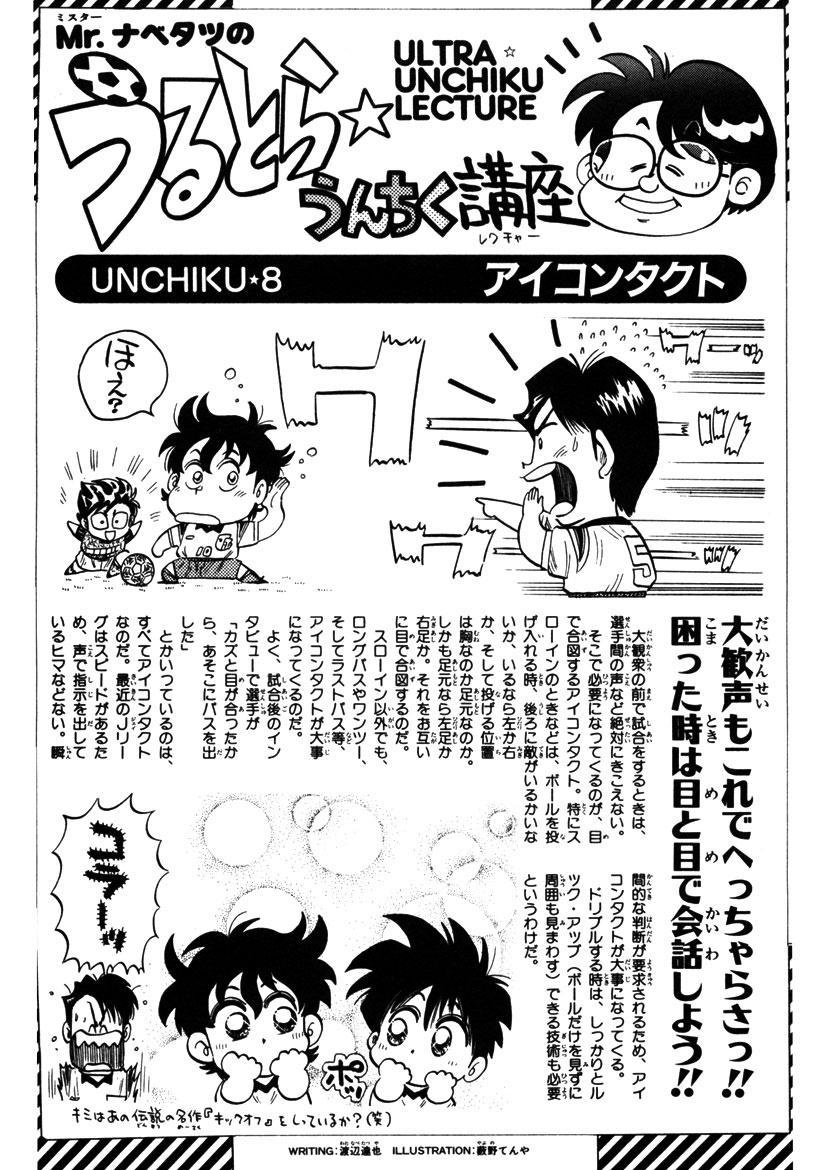 ミスター
Mr.ナベタツの
うるとら☆
ULTRA☆
UNCHIKU
LECTURE
うんちく講座
レクチャー
UNCHIKU★8 アイコンタクト
ほえ?
大歓声もこれでへっちゃらさっ!!
困った時は目と目で会話しよう!!
大観衆の前で試合をするときは、
選手間の声など絶対にきこえない。
そこで必要になってくるのが、目
で合図するアイコンタクト。特にス
ローインのときなどは、ボールを投
げ入れる時、後ろに敵がいるかいな
いか、いるなら左か右
か、そして投げる位置
は胸なのか足元なのか。
しかも足元なら左足か
右足か。それをお互い
に目で合図するのだ。
スローイン以外でも、
ロングパスやワンツー、
そしてラストパス等、
アイコンタクトが大事
になってくるのだ。
よく、試合後のイン
タビューで選手が
「カズと目が合ったか
ら、あそこにパスを出
した」
とかいつているのは、
すべてアイコンタクト
なのだ。最近のJリー
グはスピードがあるた
め、声で指示を出して
いるヒマなどない。瞬
間的な判断が要求されるため、アイ
コンタクトが大事になってくる。
ドリブルする時は、しっかりとル
ック・アップ(ボールだけを見ずに
周囲も見まわす)できる技術も必要
というわけだ。
コラーッ
ポッ
キミはあの伝説の名作『キックオフ』をしっているか?(笑)
WRITING:渡辺達也 ILLUSTRATION:藪野てんや